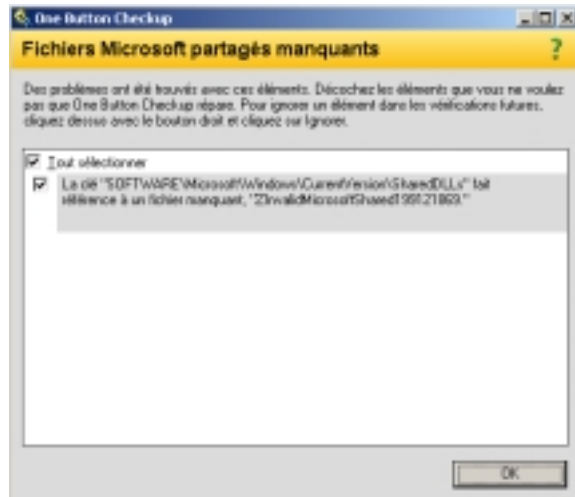 One Button Checkup
Fichiers Microsoft partagés manquants
?
Des problèmes ont été trouvés avec ces éléments. Décochez les éléments que vous ne voulez
pas que One Button Checkup répare. Pour ignorer un élément dans les vérifications futures,
cliquez dessus avec le bouton droit et cliquez sur Ignorer.
Tout sélectionner
La clé "SOFTWARE\Microsoft\Windows\CurrentVersion\SharedDLLs" fait
référence à un fichier manquant,
OK